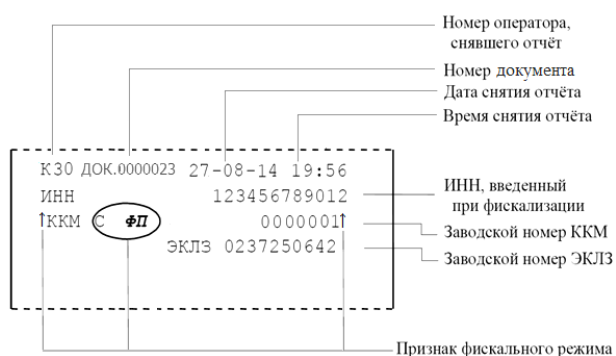 Номер оператора,
снявшего отчёт
Номер документа
Дата снятия отчёта
Время снятия отчёта
К30 ДОК.0000023 27-08-14 19:56
ИНН 123456789012
↑ККМ С ФП 0000001↑
ЭКЛЗ 0237250642
ИНН, введенный
при фискализации
Заводской номер ККМ
Заводской номер ЭКЛЗ
Признак фискального режима